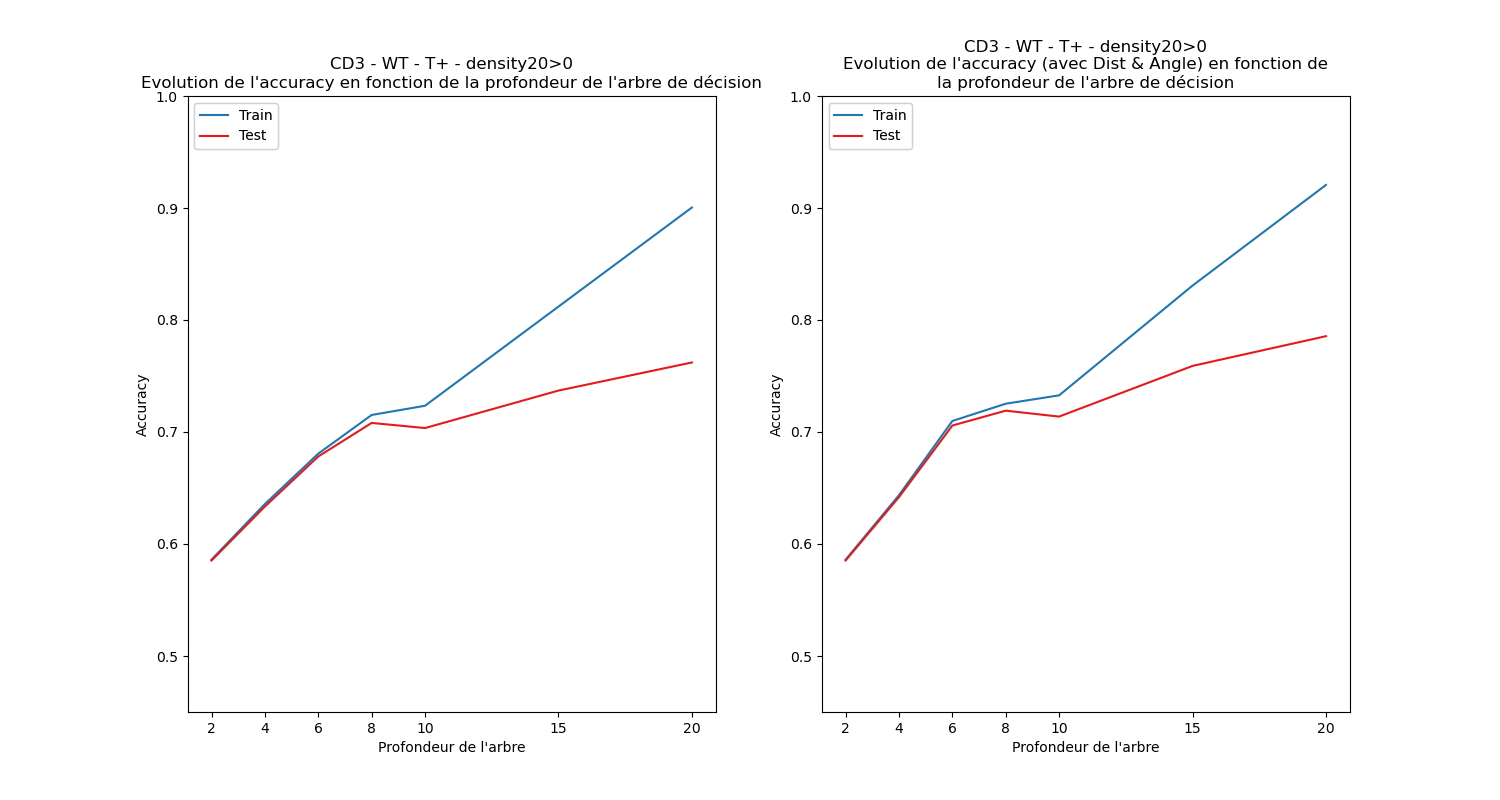 CD3 - WT - T+ - density20>0
Evolution de l'accuracy en fonction de la profondeur de l'arbre de décision
1.0
Train
Test
0.9
0.8
0.7
0.6
0.5
Accuracy
2 4 6 8 10 15 20
Profondeur de l'arbre
CD3 - WT - T+ - density20>0
Evolution de l'accuracy (avec Dist & Angle) en fonction de
la profondeur de l'arbre de décision
1.0
Train
Test
0.9
0.8
0.7
0.6
0.5
Accuracy
2 4 6 8 10 15 20
Profondeur de l'arbre